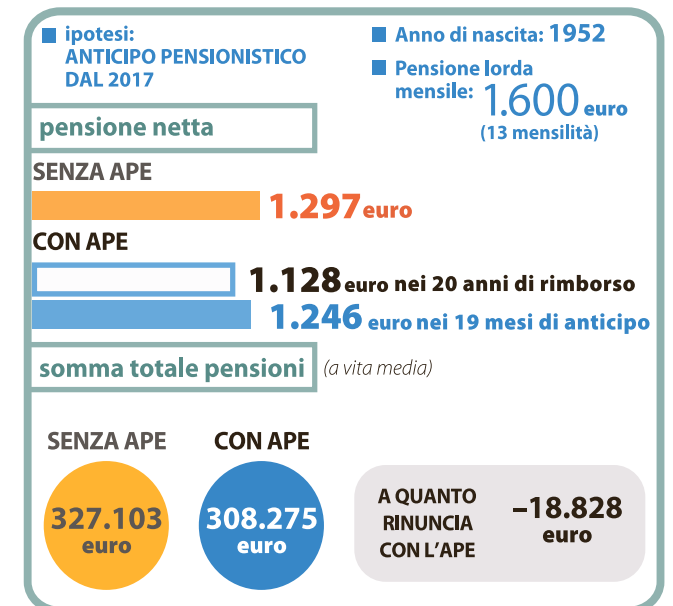 ipotesi:
ANTICIPO PENSIONISTICO
DAL 2017
Anno di nascita: 1952
Pensione lorda
mensile: 1.600 euro
(13 mensilità)
pensione netta
SENZA APE
1.297 euro
CON APE
1.128 euro nei 20 anni di rimborso
1.246 euro nei 19 mesi di anticipo
somma totale pensioni (a vita media)
SENZA APE
327.103
euro
CON APE
308.275
euro
A QUANTO
RINUNCIA
CON L'APE
–18.828
euro